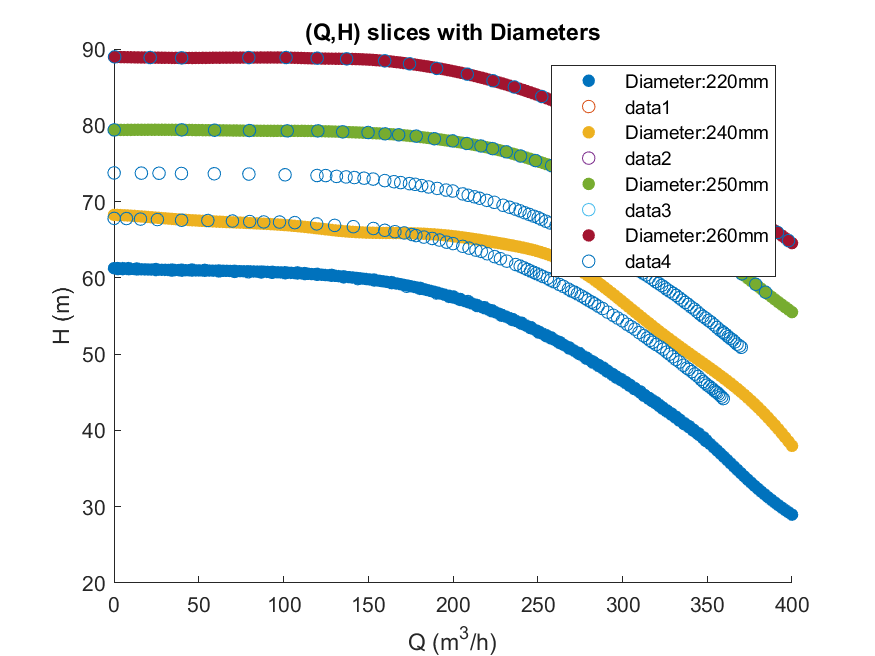 (Q,H) slices with Diameters
90
80
70
60
50
40
30
20
H (m)
Diameter:220mm
data1
Diameter:240mm
data2
Diameter:250mm
data3
Diameter:260mm
data4
0 50 100 150 200 250 300 350 400
Q (m³/h)